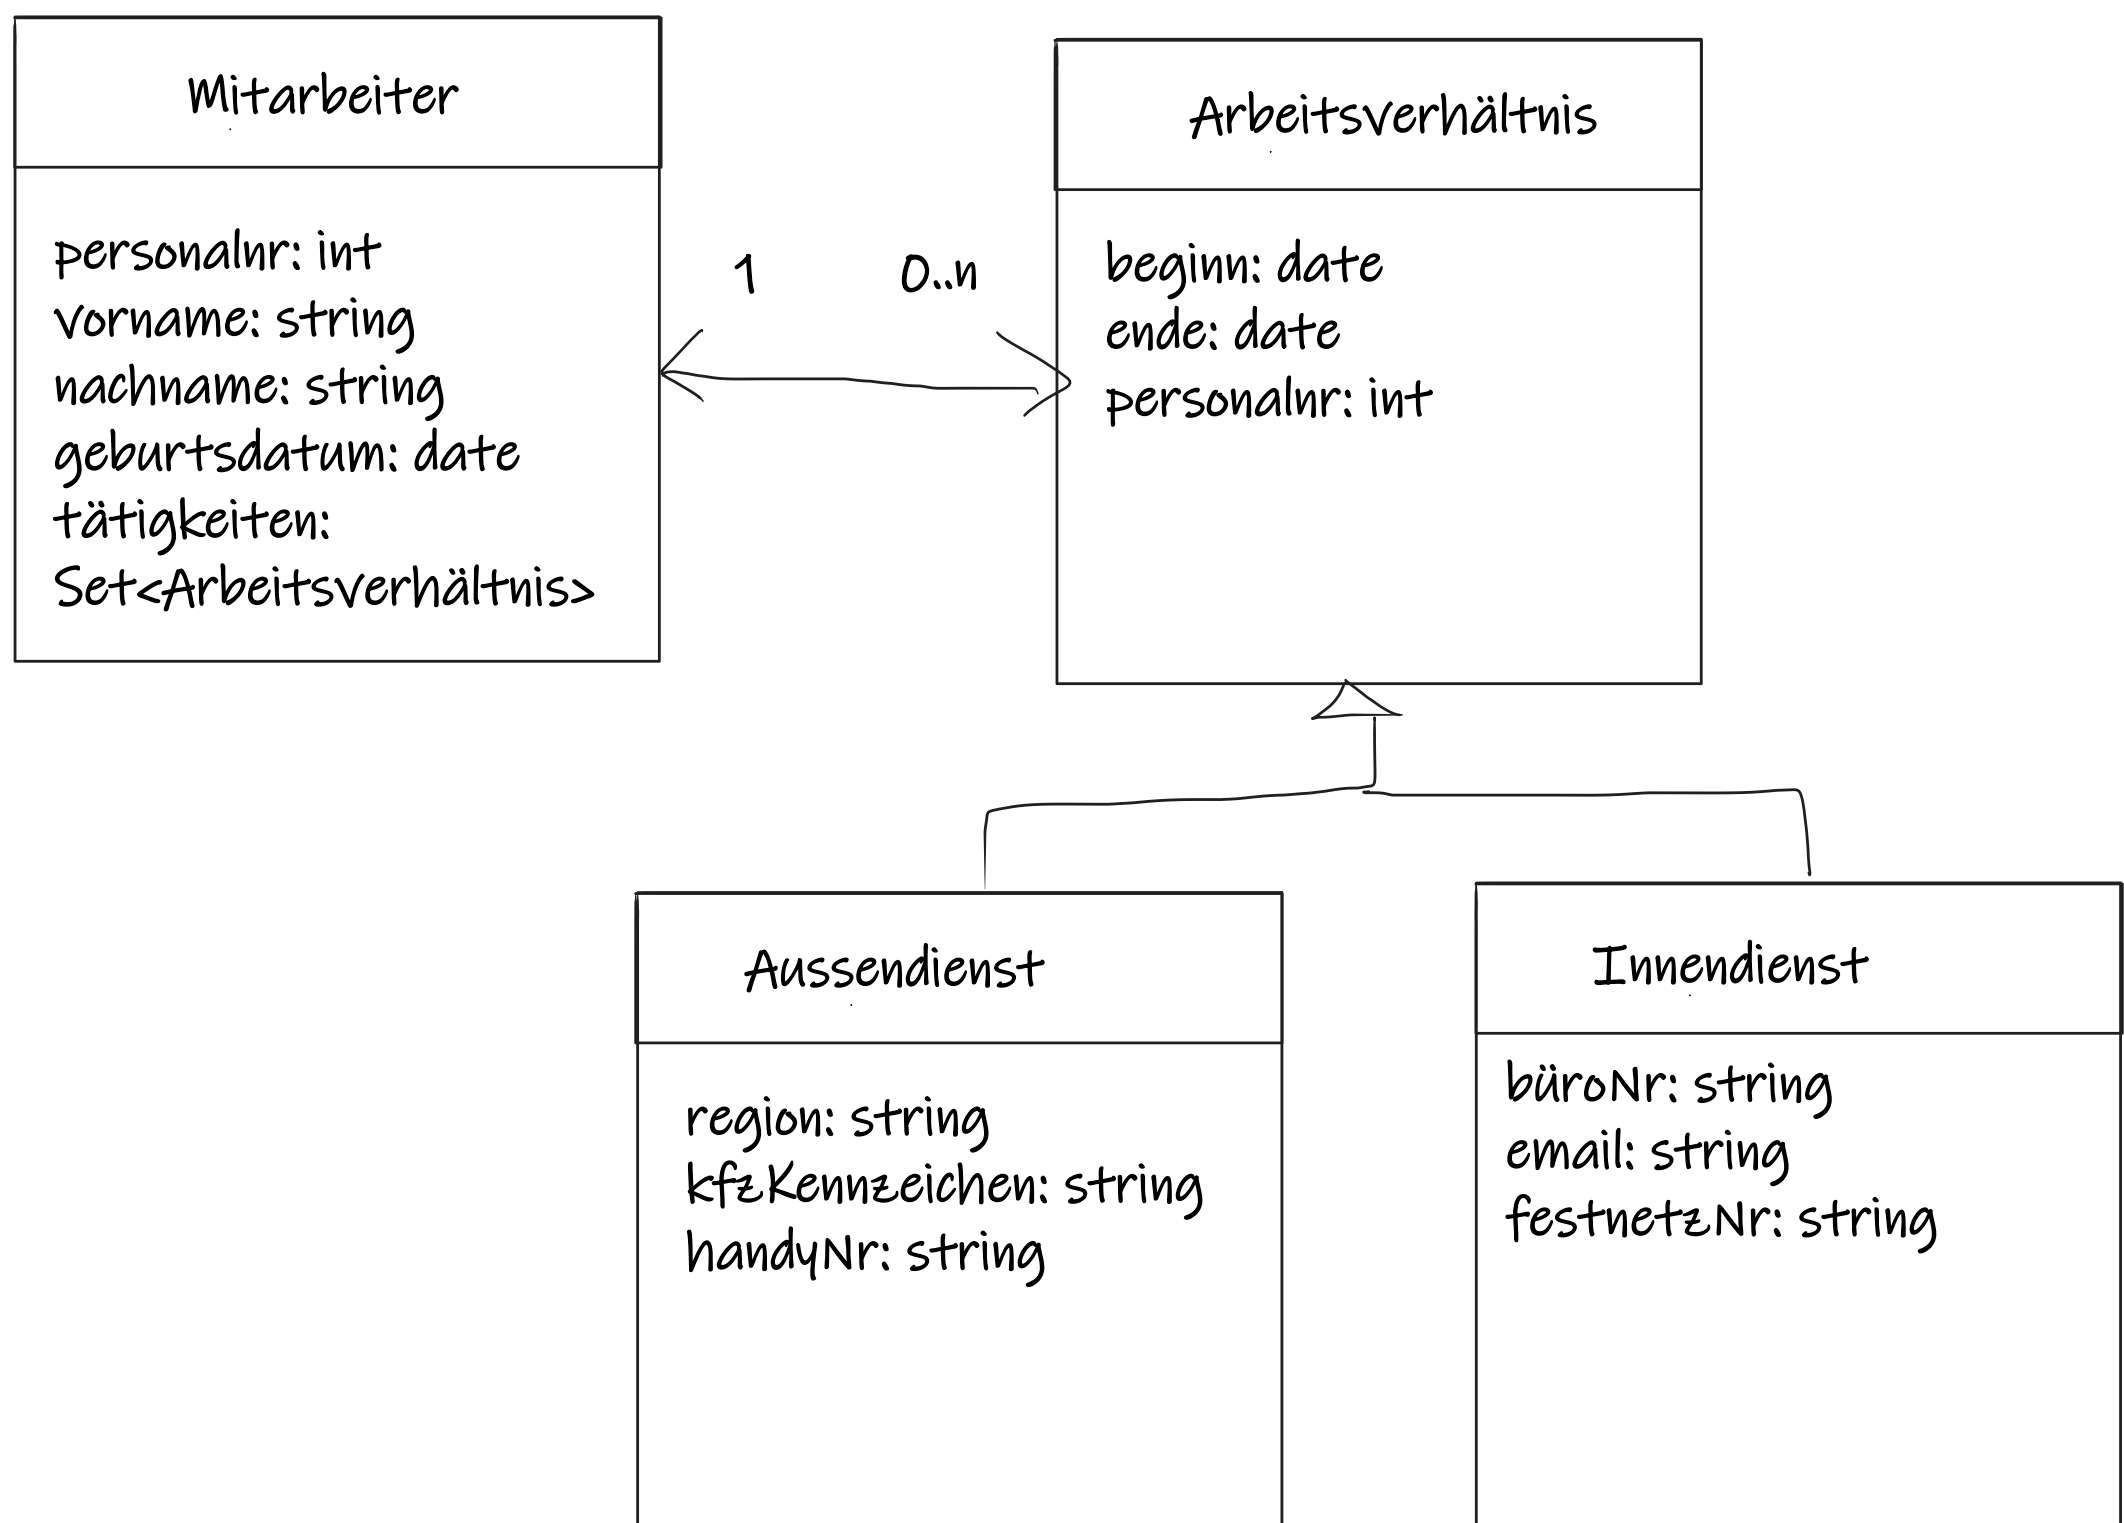 Mitarbeiter
personalnr: int
vorname: string
nachname: string
geburtsdatum: date
tätigkeiten:
Set<Arbeitsverhältnis>
1
0..n
Arbeitsverhältnis
beginn: date
ende: date
personalnr: int
Aussendienst
region: string
kfzKennzeichen: string
handyNr: string
Innendienst
büroNr: string
email: string
festnetzNr: string